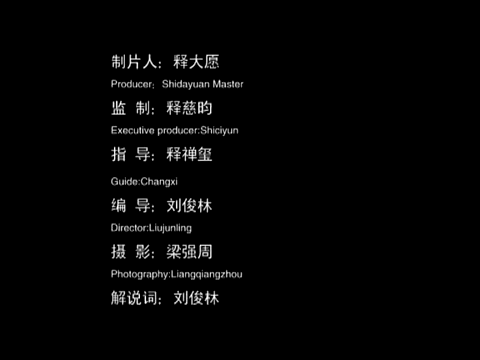 制片人：释大愿
Producer：Shidayuan Master
监 制：释慈昀
Executive producer:Shiciyun
指 导：释禅玺
Guide:Changxi
编 导：刘俊林
Director:Liujunling
摄 影：梁强周
Photography:Liangqiangzhou
解说词：刘俊林